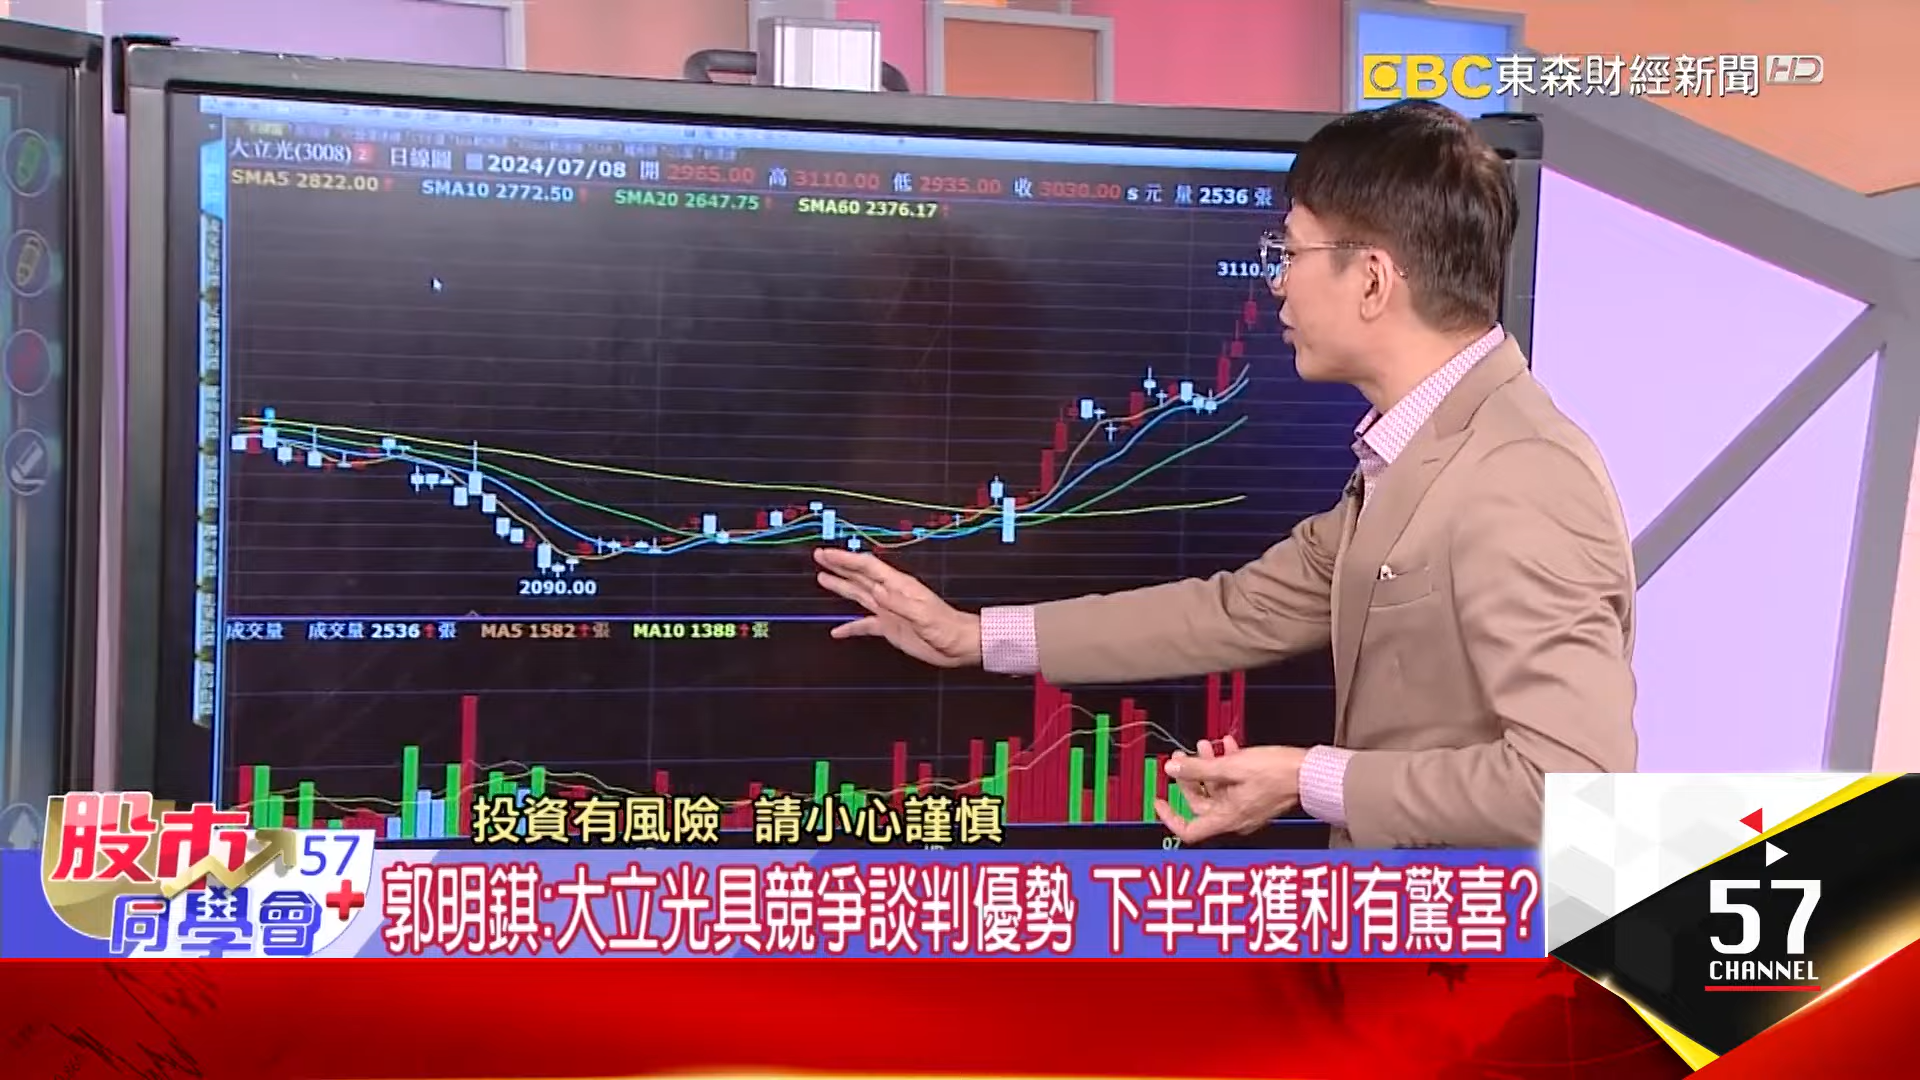 EBC東森財經新聞HD
大立光(3008) 2 日線圖 2024/07/08 開 2965.00 高 3110.00 低 2935.00 收 3030.00 s 元 量 2536 張
SMA5 2822.00 SMA10 2772.50 SMA20 2647.75 SMA60 2376.17
3110.00
2090.00
成交量 成交量 2536 張 MA5 1582 張 MA10 1388 張
07
投資有風險 請小心謹慎
股市 57
同學會+
郭明錤:大立光具競爭談判優勢 下半年獲利有驚喜?
57
CHANNEL